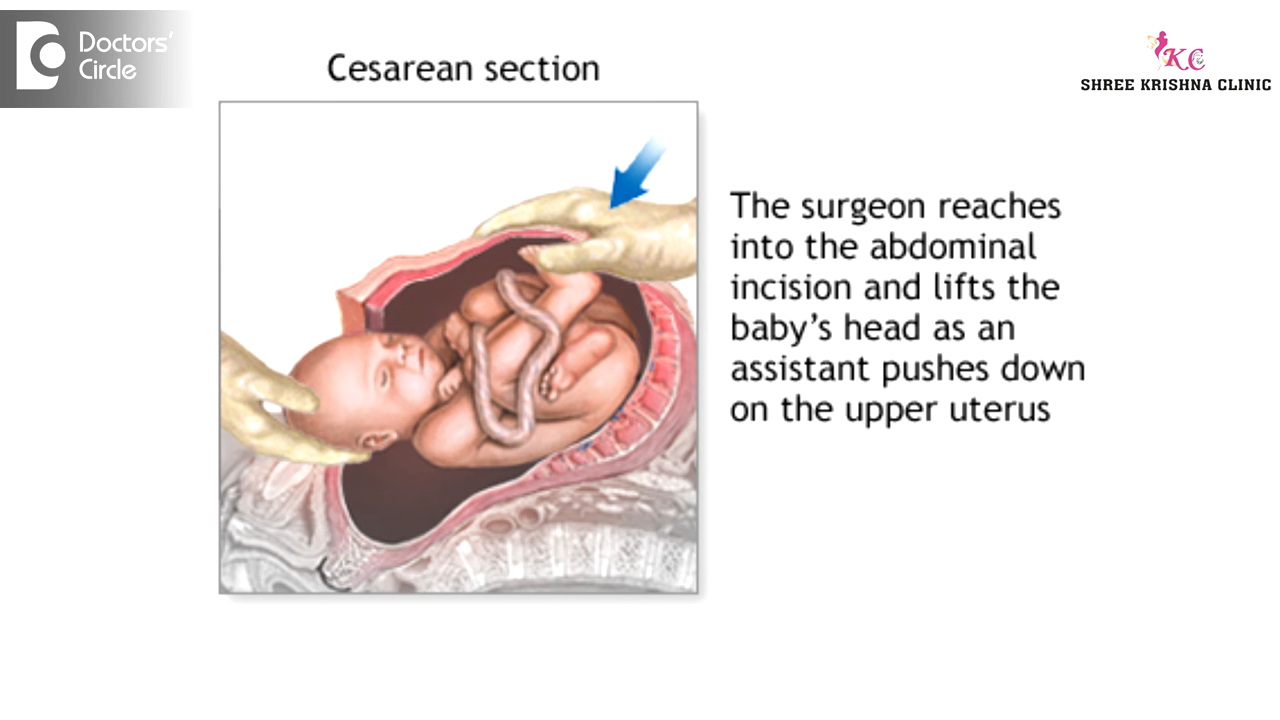 Doctors'
Circle
Cesarean section
KC
SHREE KRISHNA CLINIC
The surgeon reaches
into the abdominal
incision and lifts the
baby's head as an
assistant pushes down
on the upper uterus